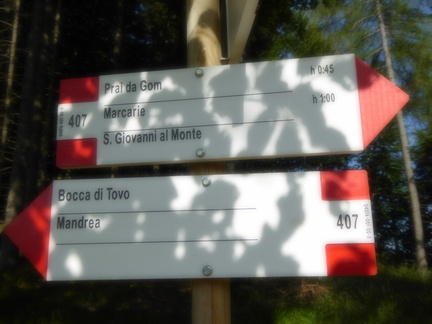 Prai da Gom h 0:45
407 Marcarie h 1:00
S. Giovanni al Monte
Bocca di Tovo
Mandrea 407